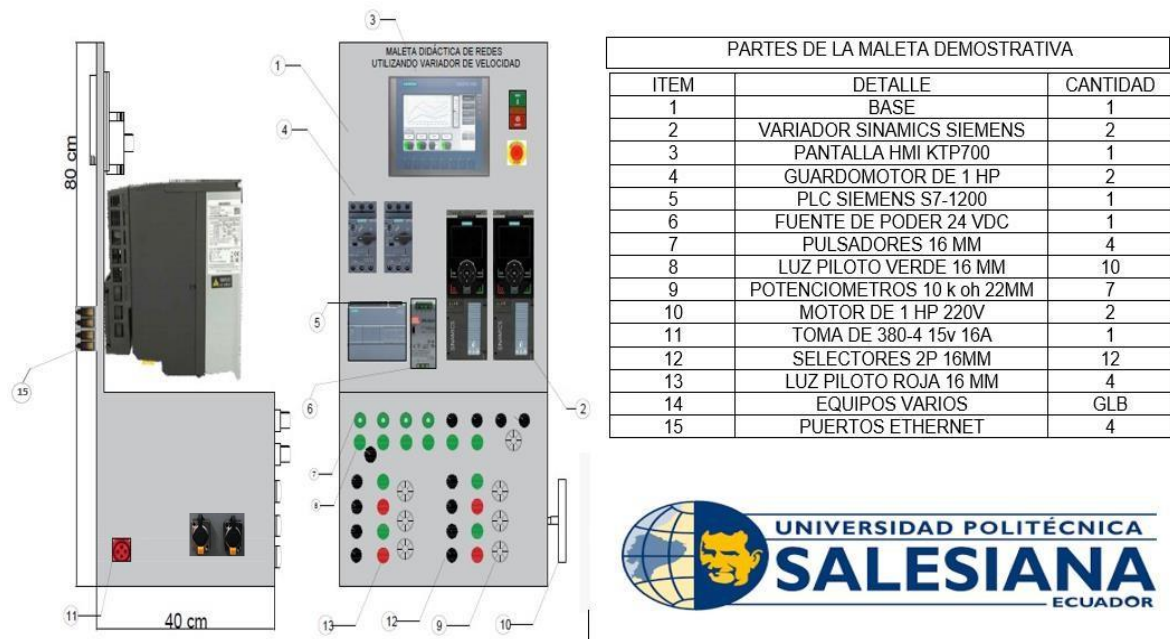 MALETA DIDÁCTICA DE REDES
UTILIZANDO VARIADOR DE VELOCIDAD
3
1
4
5
6
2
7
8
13
12
9
10
15
11
80 cm
40 cm
SIEMENS
SINAMICS
SINAMICS
PARTES DE LA MALETA DEMOSTRATIVA
ITEM DETALLE CANTIDAD
1 BASE 1
2 VARIADOR SINAMICS SIEMENS 2
3 PANTALLA HMI KTP700 1
4 GUARDOMOTOR DE 1 HP 2
5 PLC SIEMENS S7-1200 1
6 FUENTE DE PODER 24 VDC 1
7 PULSADORES 16 MM 4
8 LUZ PILOTO VERDE 16 MM 10
9 POTENCIOMETROS 10 k oh 22MM 7
10 MOTOR DE 1 HP 220V 2
11 TOMA DE 380-4 15v 16A 1
12 SELECTORES 2P 16MM 12
13 LUZ PILOTO ROJA 16 MM 4
14 EQUIPOS VARIOS GLB
15 PUERTOS ETHERNET 4
UNIVERSIDAD POLITÉCNICA
SALESIANA
ECUADOR